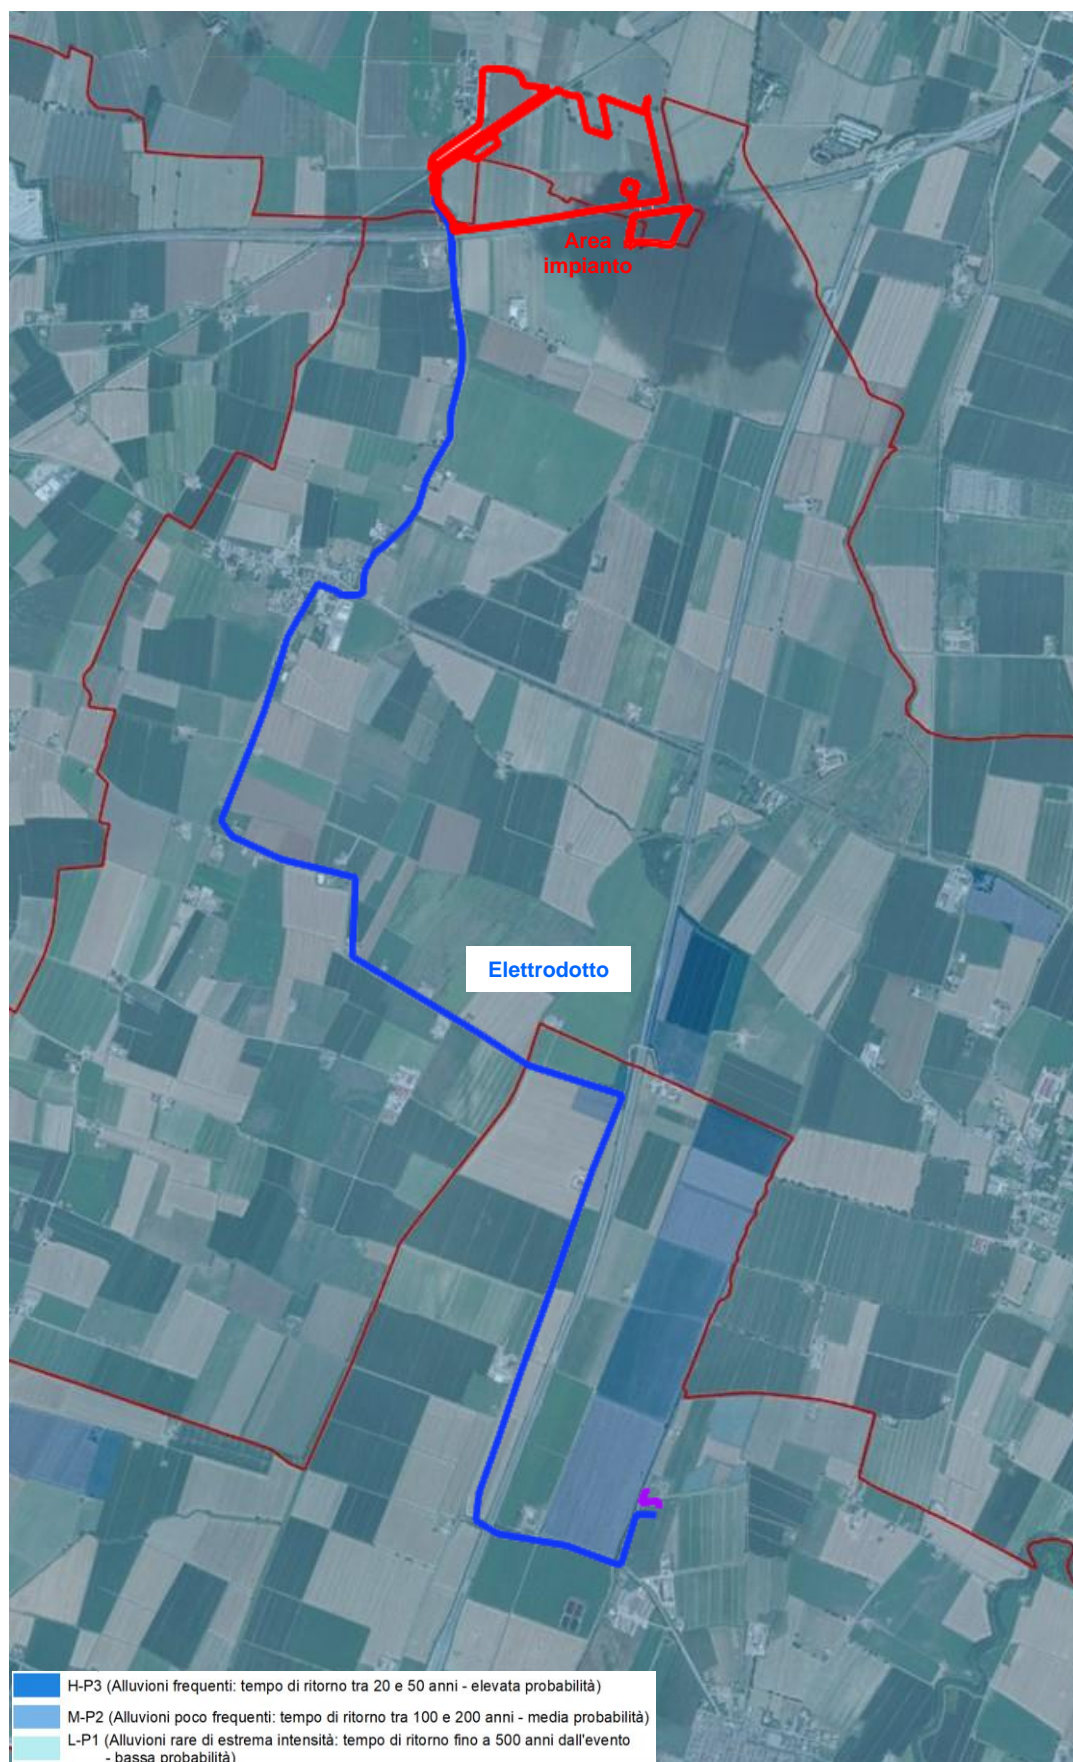 Area
impianto
Elettrodotto
H-P3 (Alluvioni frequenti: tempo di ritorno tra 20 e 50 anni - elevata probabilità)
M-P2 (Alluvioni poco frequenti: tempo di ritorno tra 100 e 200 anni - media probabilità)
L-P1 (Alluvioni rare di estrema intensità: tempo di ritorno fino a 500 anni dall'evento
- bassa probabilità)